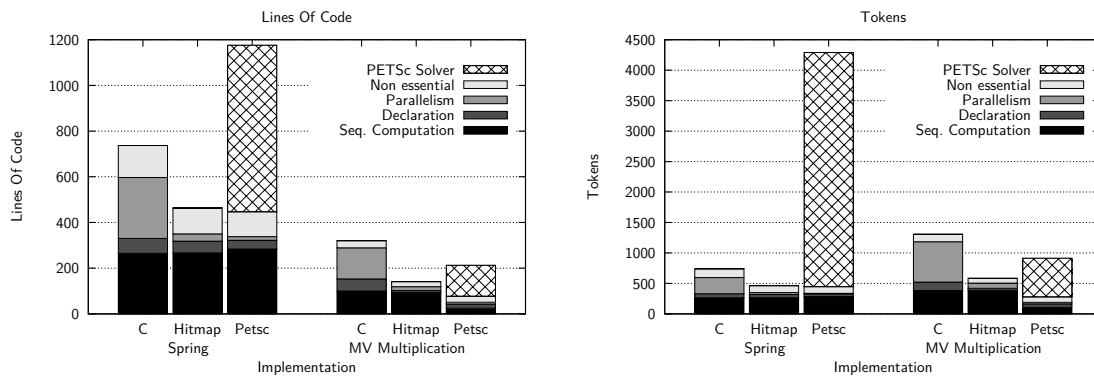 Lines Of Code
1200
1000
800
600
400
200
0
Lines Of Code
PETSc Solver
Non essential
Parallelism
Declaration
Seq. Computation
C Hitmap Petsc C Hitmap Petsc
Spring MV Multiplication
Implementation
Tokens
4500
4000
3500
3000
2500
2000
1500
1000
500
0
Tokens
PETSc Solver
Non essential
Parallelism
Declaration
Seq. Computation
C Hitmap Petsc C Hitmap Petsc
Spring MV Multiplication
Implementation